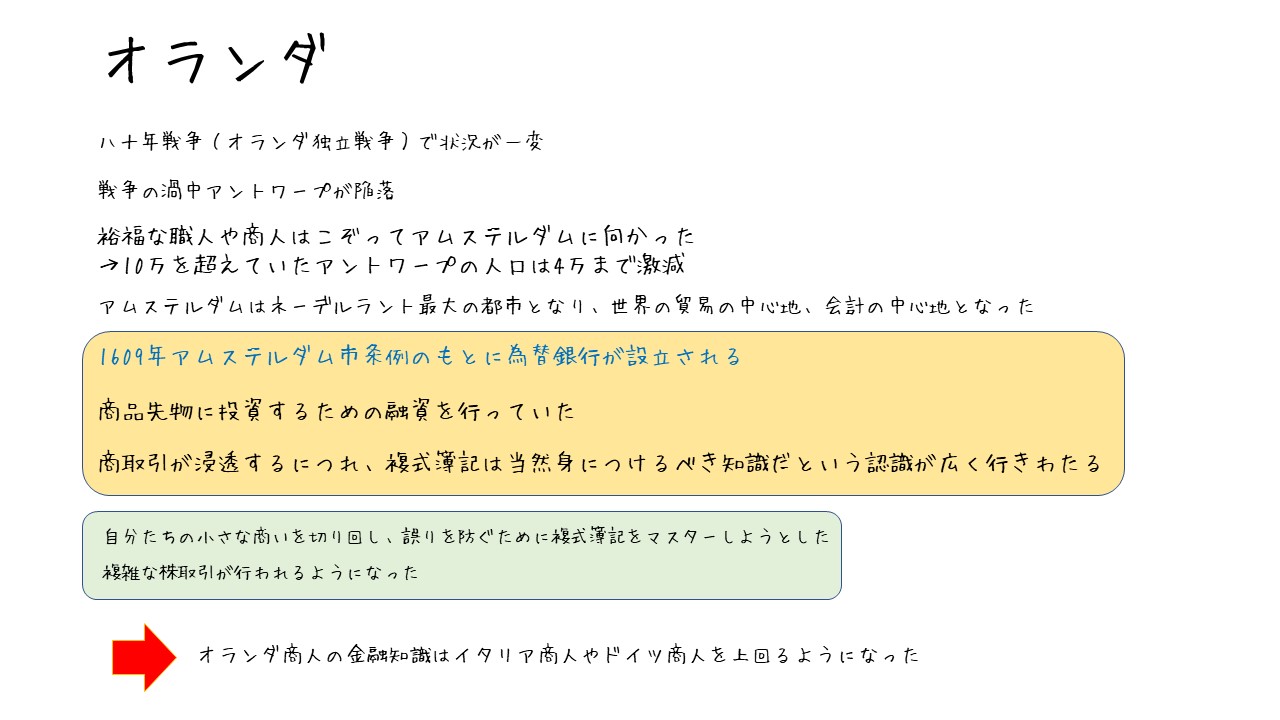 オランダ
八十年戦争(オランダ独立戦争)で状況が一変
戦争の渦中アントワープが陥落
裕福な職人や商人はこぞってアムステルダムに向かった
→10万を超えていたアントワープの人口は4万まで激減
アムステルダムはネーデルラント最大の都市となり、世界の貿易の中心地、会計の中心地となった
1609年アムステルダム市条例のもとに為替銀行が設立される
商品先物に投資するための融資を行っていた
商取引が浸透するにつれ、複式簿記は当然身につけるべき知識だという認識が広く行きわたる
自分たちの小さな商いを切り回し、誤りを防ぐために複式簿記をマスターしようとした
複雑な株取引が行われるようになった
オランダ商人の金融知識はイタリア商人やドイツ商人を上回るようになった